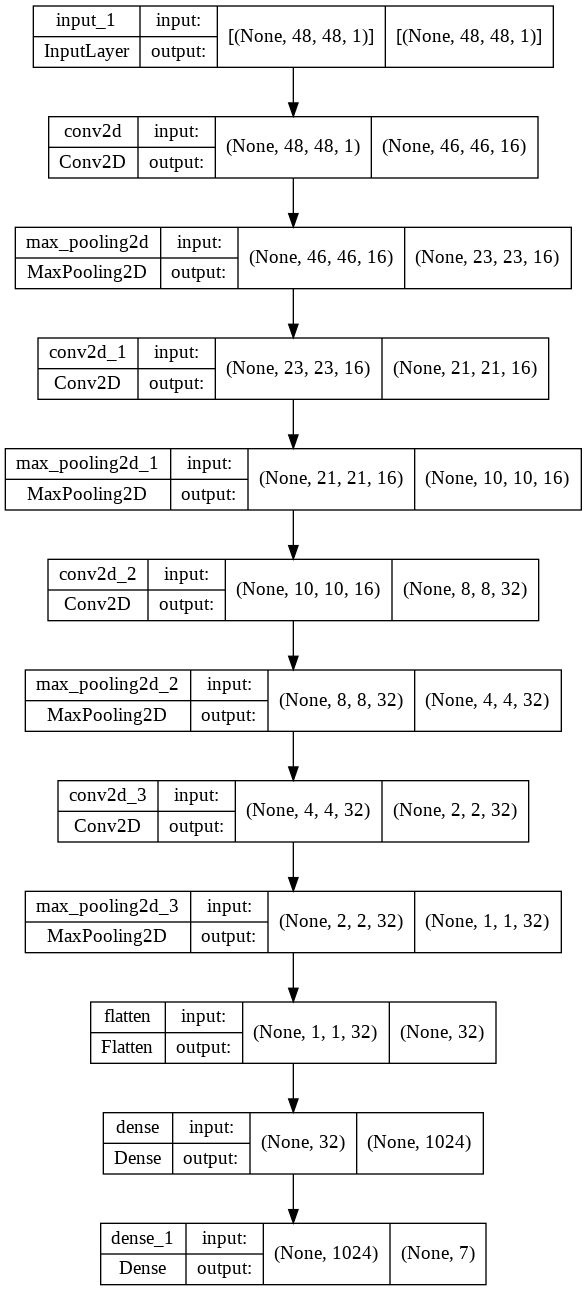 input_1 input: [(None, 48, 48, 1)] [(None, 48, 48, 1)]
InputLayer output:
conv2d input: (None, 48, 48, 1) (None, 46, 46, 16)
Conv2D output:
max_pooling2d input: (None, 46, 46, 16) (None, 23, 23, 16)
MaxPooling2D output:
conv2d_1 input: (None, 23, 23, 16) (None, 21, 21, 16)
Conv2D output:
max_pooling2d_1 input: (None, 21, 21, 16) (None, 10, 10, 16)
MaxPooling2D output:
conv2d_2 input: (None, 10, 10, 16) (None, 8, 8, 32)
Conv2D output:
max_pooling2d_2 input: (None, 8, 8, 32) (None, 4, 4, 32)
MaxPooling2D output:
conv2d_3 input: (None, 4, 4, 32) (None, 2, 2, 32)
Conv2D output:
max_pooling2d_3 input: (None, 2, 2, 32) (None, 1, 1, 32)
MaxPooling2D output:
flatten input: (None, 1, 1, 32) (None, 32)
Flatten output:
dense input: (None, 32) (None, 1024)
Dense output:
dense_1 input: (None, 1024) (None, 7)
Dense output: